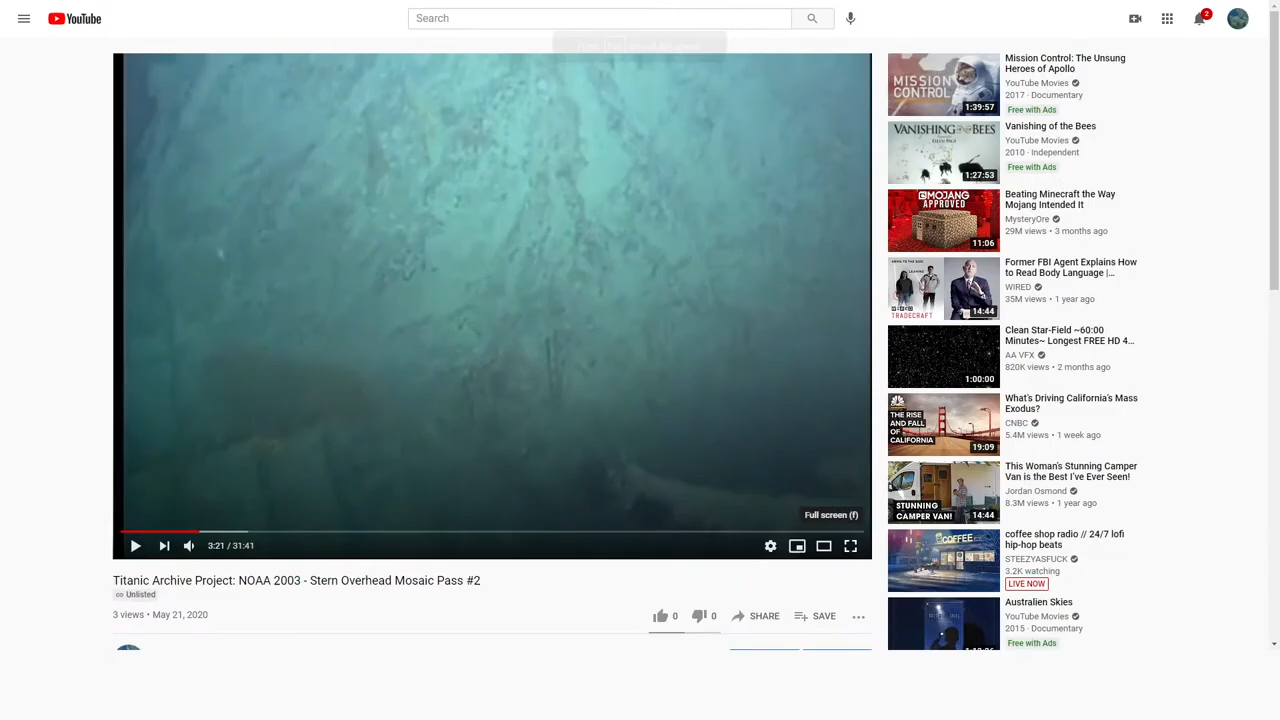 YouTube
Search
2
Full screen (f)
3:21 / 31:41
Titanic Archive Project: NOAA 2003 - Stern Overhead Mosaic Pass #2
Unlisted
3 views • May 21, 2020
0
0
SHARE
SAVE
MISSION
CONTROL
1:39:57
Mission Control: The Unsung
Heroes of Apollo
YouTube Movies
2017 · Documentary
Free with Ads
VANISHING OF THE BEES
ELLEN PAGE
1:27:53
Vanishing of the Bees
YouTube Movies
2010 · Independent
Free with Ads
MOJANG
APPROVED
11:06
Beating Minecraft the Way
Mojang Intended It
MysteryOre
29M views • 3 months ago
LEANING
WIRED
TRADECRAFT
14:44
Former FBI Agent Explains How
to Read Body Language |...
WIRED
35M views • 1 year ago
1:00:00
Clean Star-Field ~60:00
Minutes~ Longest FREE HD 4...
AA VFX
820K views • 2 months ago
CNBC
THE RISE
AND FALL
OF
CALIFORNIA
19:09
What's Driving California's Mass
Exodus?
CNBC
5.4M views • 1 week ago
STUNNING
CAMPER VAN!
14:44
This Woman's Stunning Camper
Van is the Best I've Ever Seen!
Jordan Osmond
8.3M views • 1 year ago
COFFEE
coffee shop radio // 24/7 lofi
hip-hop beats
STEEZYASFUCK
3.2K watching
LIVE NOW
Australien Skies
YouTube Movies
2015 · Documentary
Free with Ads